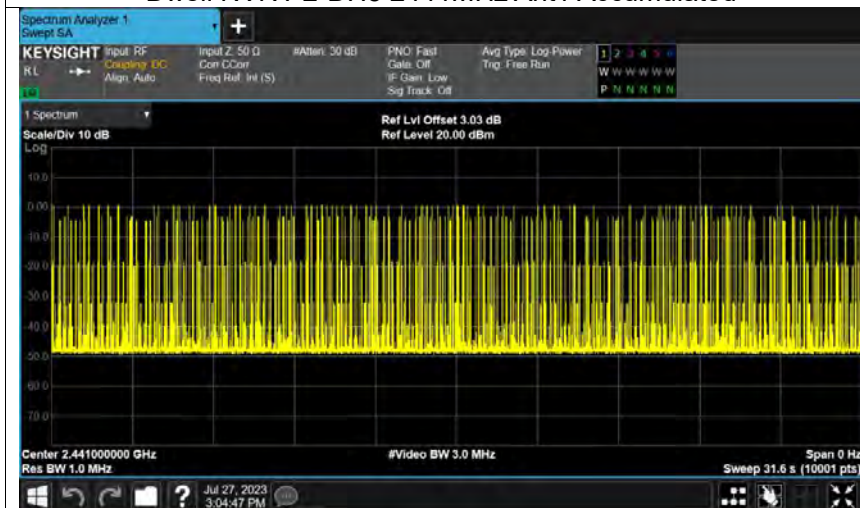 Spectrum Analyzer 1
Swept SA
+
KEYSIGHT Input: RF Input Z: 50 Ω #Atten: 30 dB PNO: Fast Avg Type: Log-Power 1 2 3 4 5 6
RL Coupling: DC Corr CCorr Gate: Off Trig: Free Run W W W W W W
Align: Auto Freq Ref: Int (S) IF Gain: Low
Sig Track: Off P N N N N N
1 Spectrum
Ref Lvl Offset 3.03 dB
Scale/Div 10 dB Ref Level 20.00 dBm
Log
10.0
0.00
-10.0
-20.0
-30.0
-40.0
-50.0
-60.0
-70.0
Center 2.441000000 GHz #Video BW 3.0 MHz Span 0 Hz
Res BW 1.0 MHz Sweep 31.6 s (10001 pts)
? Jul 27, 2023
3:04:47 PM